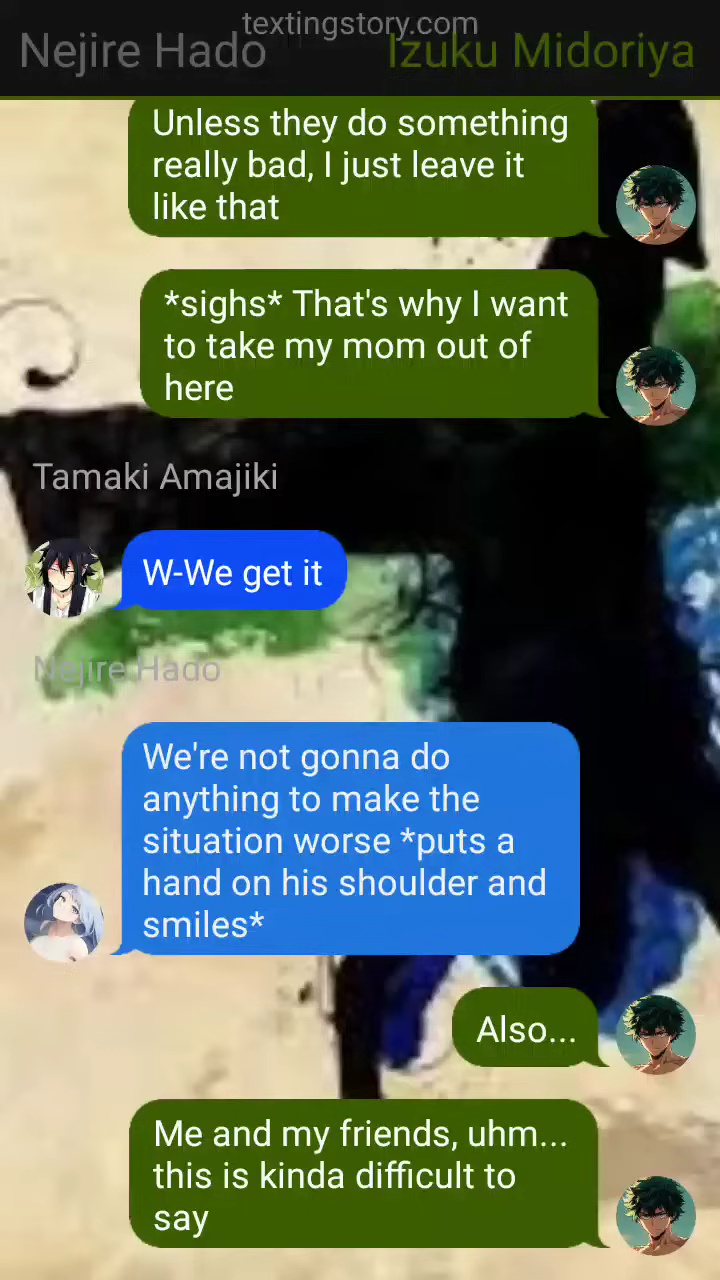 textingstory.com
Nejire Hado
Izuku Midoriya
Unless they do something
really bad, I just leave it
like that
*sighs* That's why I want
to take my mom out of
here
Tamaki Amajiki
W-We get it
Nejire Hado
We're not gonna do
anything to make the
situation worse *puts a
hand on his shoulder and
smiles*
Also...
Me and my friends, uhm...
this is kinda difficult to
say